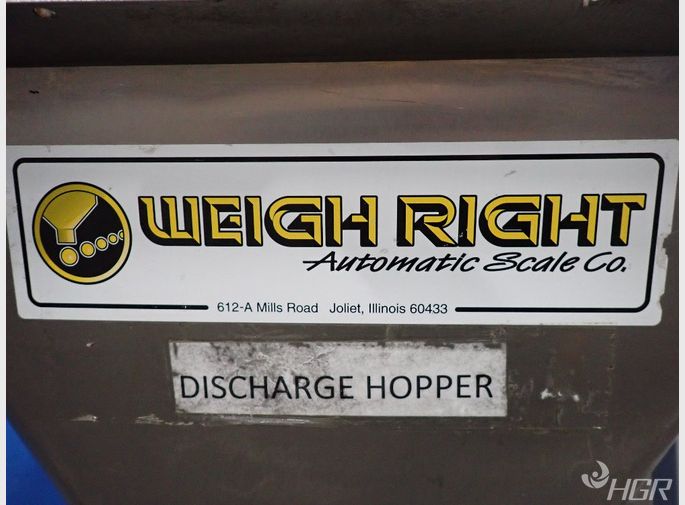 WEIGH RIGHT
Automatic Scale Co.
612-A Mills Road Joliet, Illinois 60433
DISCHARGE HOPPER
HGR